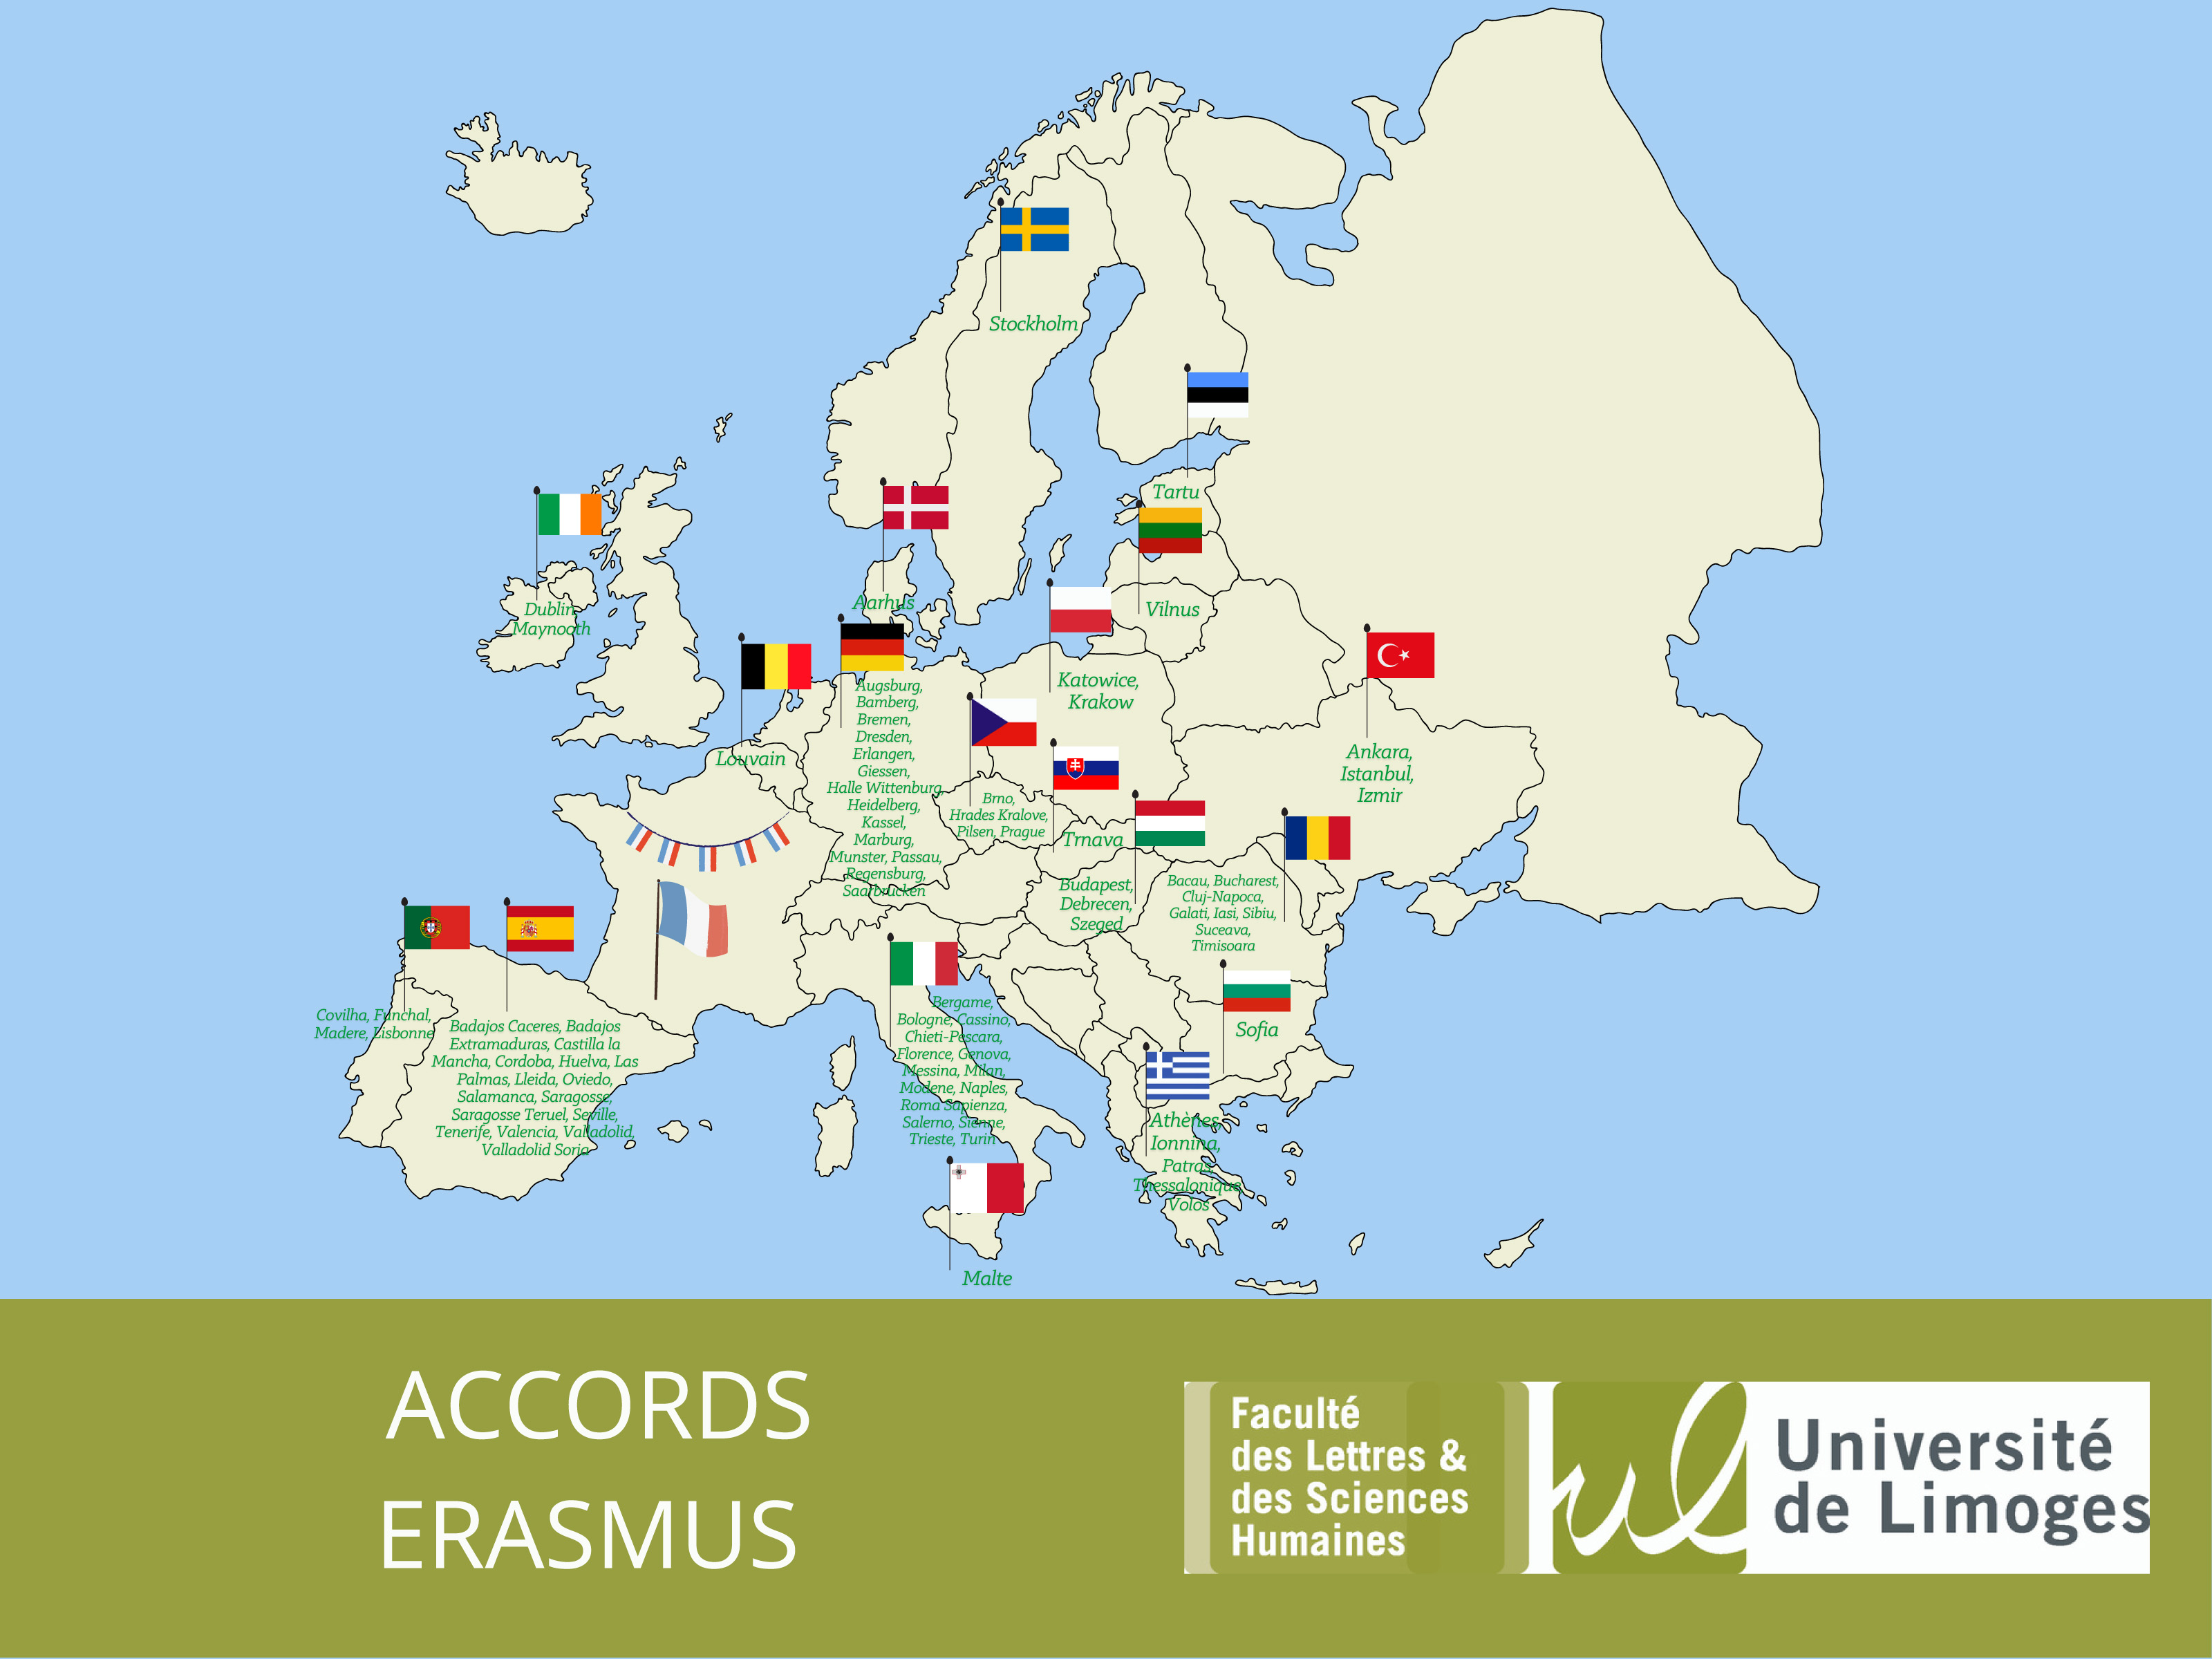 Stockholm
Tartu
Vilnus
Dublin,
Maynooth
Aarhus
Katowice,
Krakow
Louvain
Augsburg,
Bamberg,
Bremen,
Dresden,
Erlangen,
Giessen,
Halle Wittenburg,
Heidelberg,
Kassel,
Marburg,
Munster, Passau,
Regensburg,
Saarbrücken
Ankara,
Istanbul,
Izmir
Brno,
Hrades Kralove,
Pilsen, Prague
Trnava
Budapest,
Debrecen,
Szeged
Bacau, Bucharest,
Cluj-Napoca,
Galati, Iasi, Sibiu,
Suceava,
Timisoara
Covilha, Funchal,
Madere, Lisbonne
Badajos Caceres, Badajos
Extramaduras, Castilla la
Mancha, Cordoba, Huelva, Las
Palmas, Lleida, Oviedo,
Salamanca, Saragosse,
Saragosse Teruel, Seville,
Tenerife, Valencia, Valladolid,
Valladolid Soria
Bergame,
Bologne, Cassino,
Chieti-Pescara,
Florence, Genova,
Messina, Milan,
Modene, Naples,
Roma Sapienza,
Salerno, Sienne,
Trieste, Turin
Sofia
Athènes,
Ionnina,
Patras,
Thessalonique,
Volos
Malte
ACCORDS
ERASMUS
Faculté
des Lettres &
des Sciences
Humaines
ul
Université
de Limoges